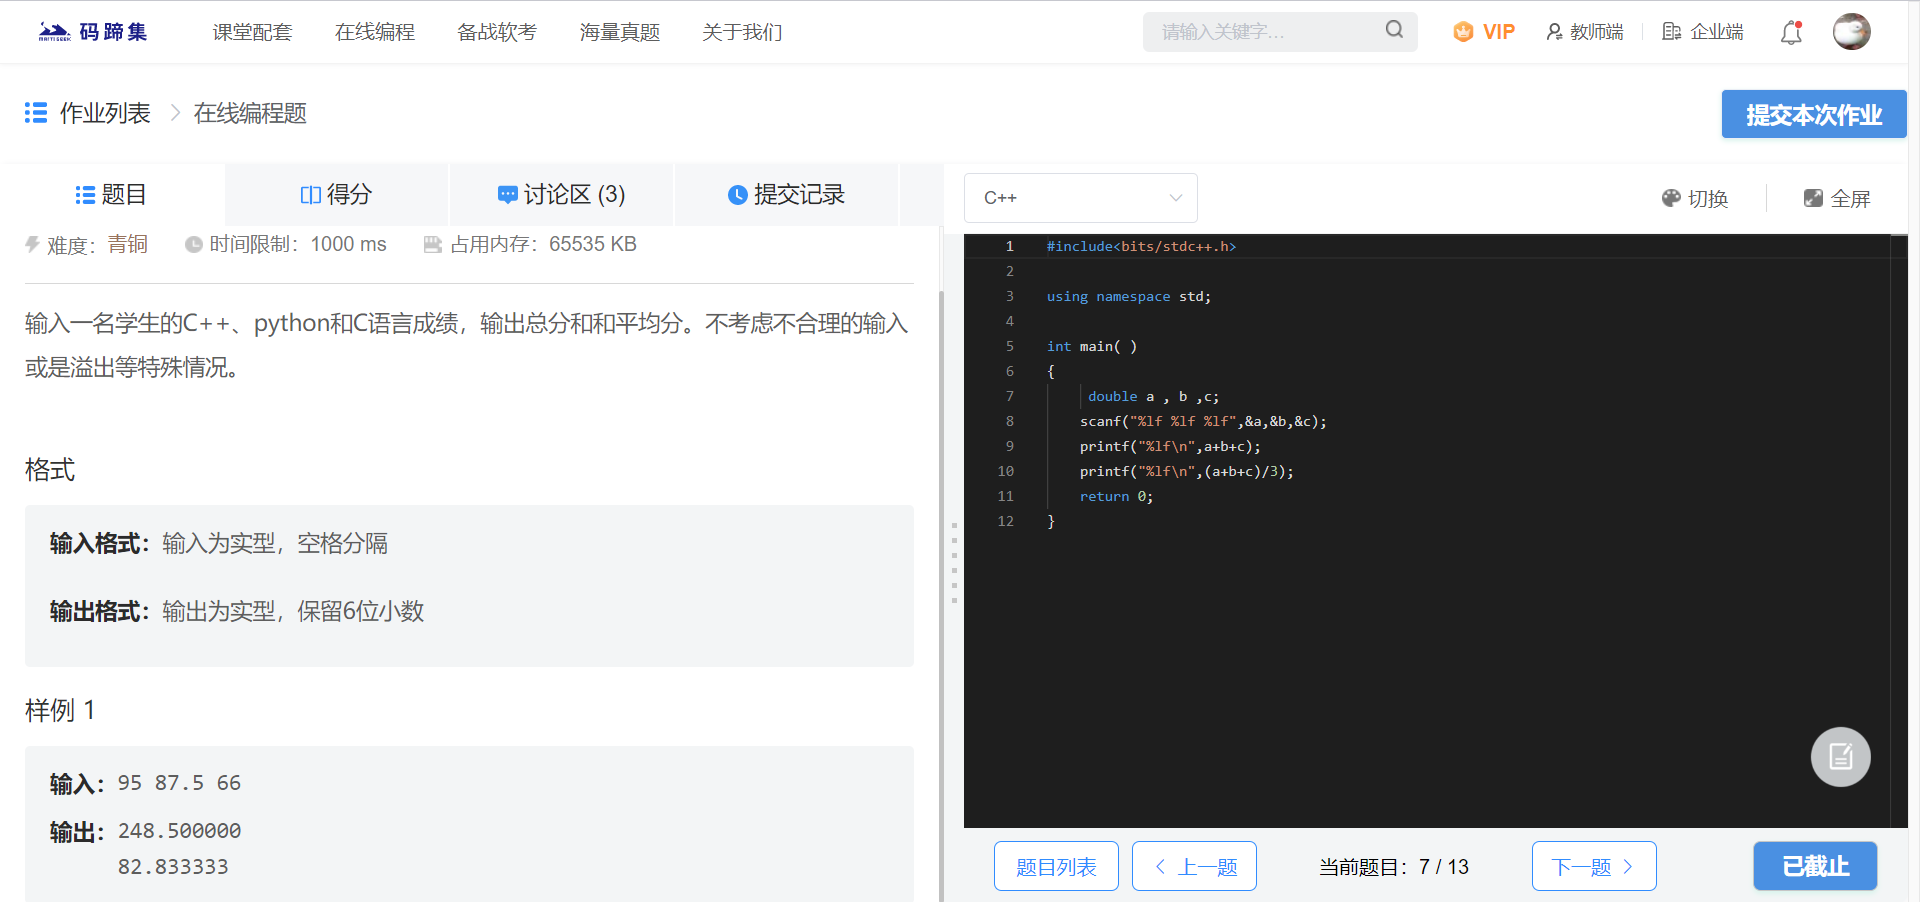 码蹄集 课堂配套 在线编程 备战软考 海量真题 关于我们 请输入关键字... VIP 教师端 企业端
MAITI GEEK
作业列表 > 在线编程题 提交本次作业
题目 得分 讨论区 (3) 提交记录
难度：青铜 时间限制：1000 ms 占用内存：65535 KB
输入一名学生的C++、python和C语言成绩，输出总分和和平均分。不考虑不合理的输入
或是溢出等特殊情况。
格式
输入格式：输入为实型，空格分隔
输出格式：输出为实型，保留6位小数
样例 1
输入：95 87.5 66
输出：248.500000
82.833333
C++ 切换 全屏
1 #include<bits/stdc++.h>
2
3 using namespace std;
4
5 int main( )
6 {
7 double a , b ,c;
8 scanf("%lf %lf %lf",&a,&b,&c);
9 printf("%lf\n",a+b+c);
10 printf("%lf\n",(a+b+c)/3);
11 return 0;
12 }
题目列表 < 上一题 当前题目：7 / 13 下一题 > 已截止